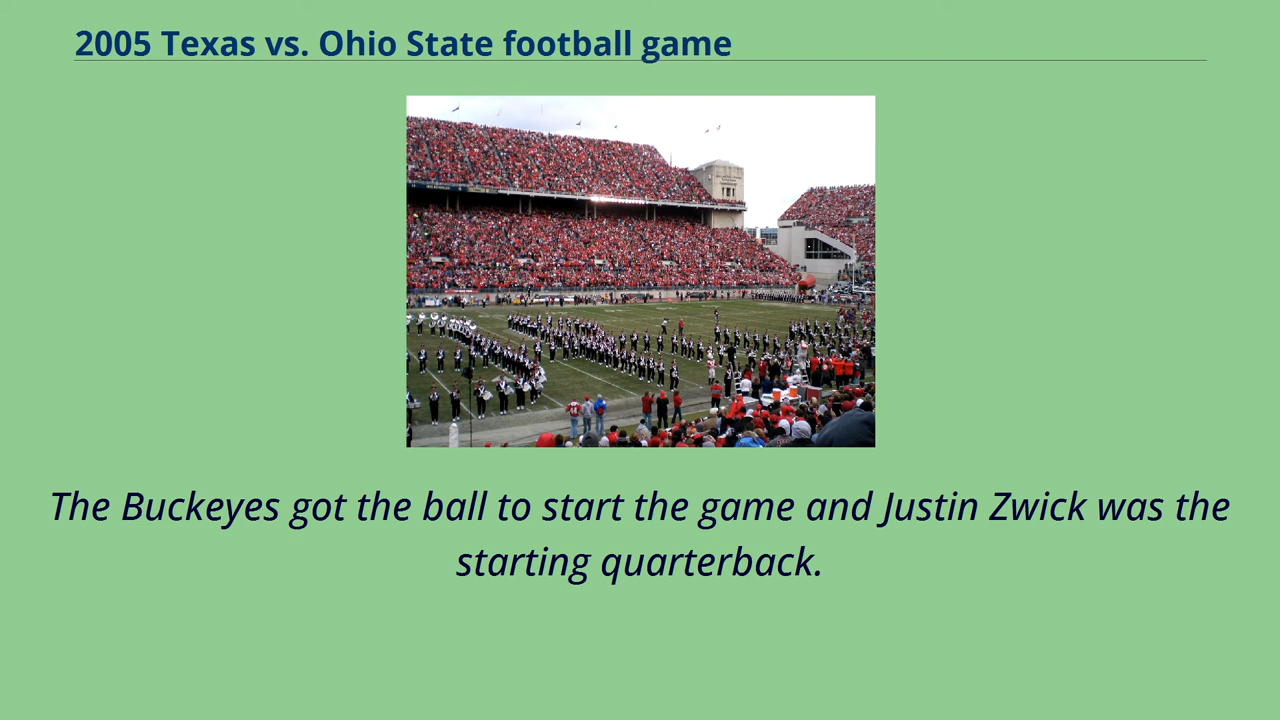 2005 Texas vs. Ohio State football game
The Buckeyes got the ball to start the game and Justin Zwick was the
starting quarterback.